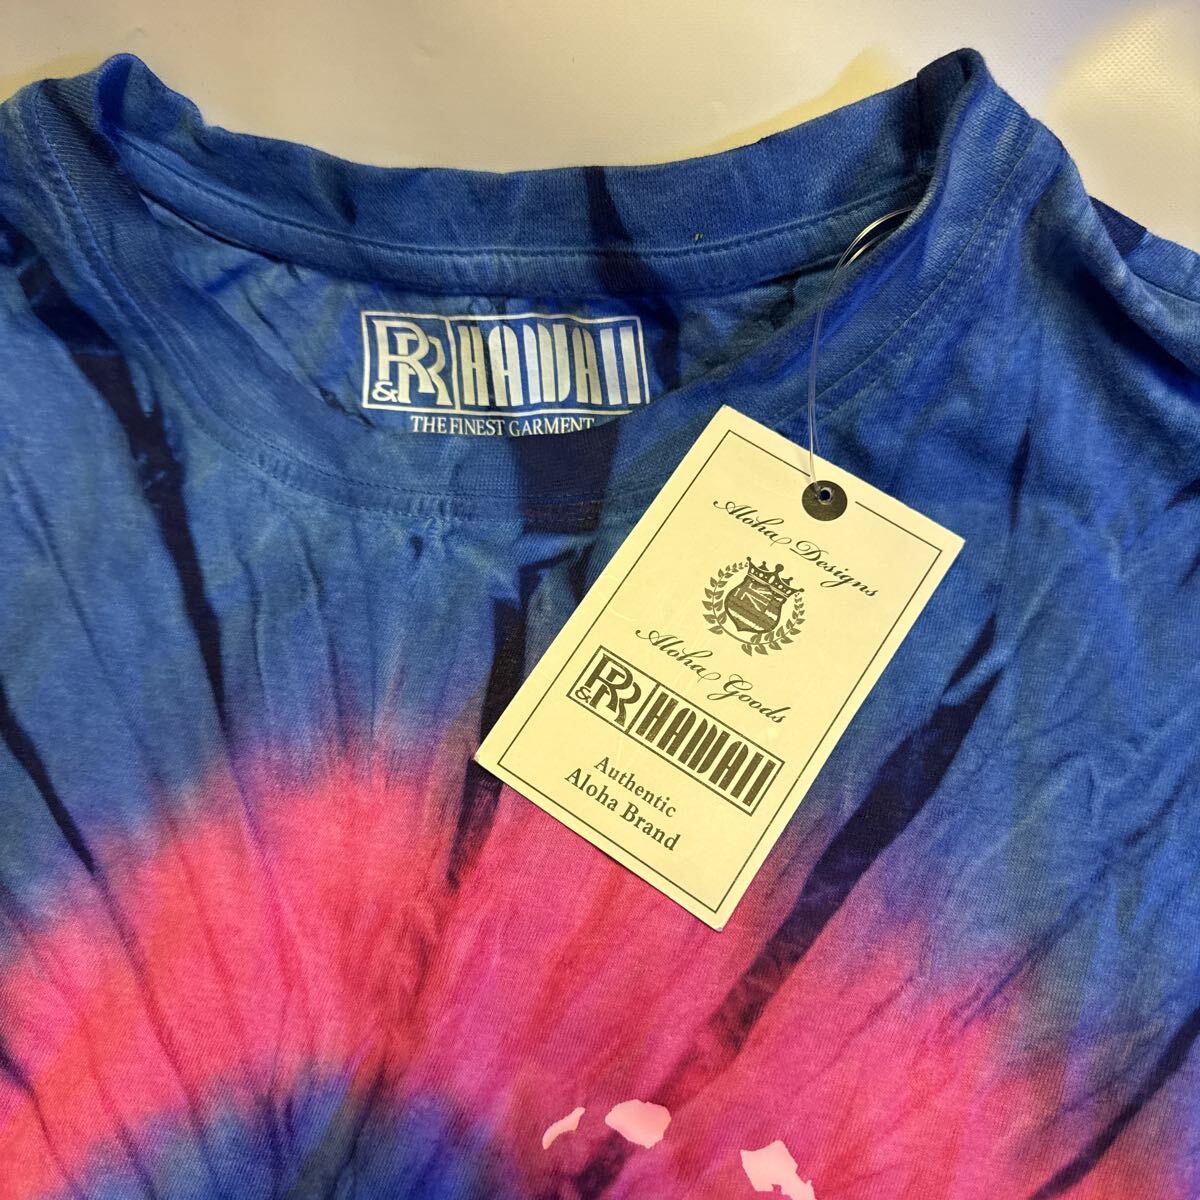 R&R HAWAII
THE FINEST GARMENT
Aloha Designs
Aloha Goods
R&R HAWAII
Authentic
Aloha Brand